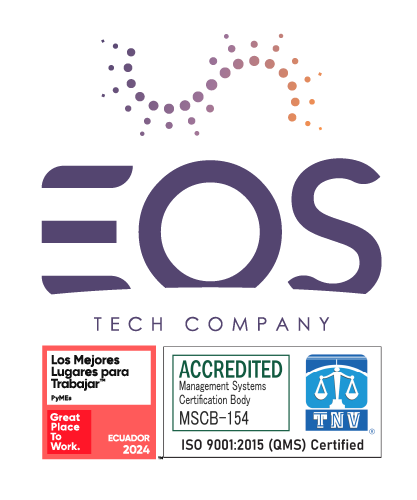 EOS
TECH COMPANY
Los Mejores
Lugares para
Trabajar™
PyMEs
Great
Place
To
Work.
ECUADOR
2024
™
ACCREDITED
Management Systems
Certification Body
MSCB-154
TNV
®
ISO 9001:2015 (QMS) Certified